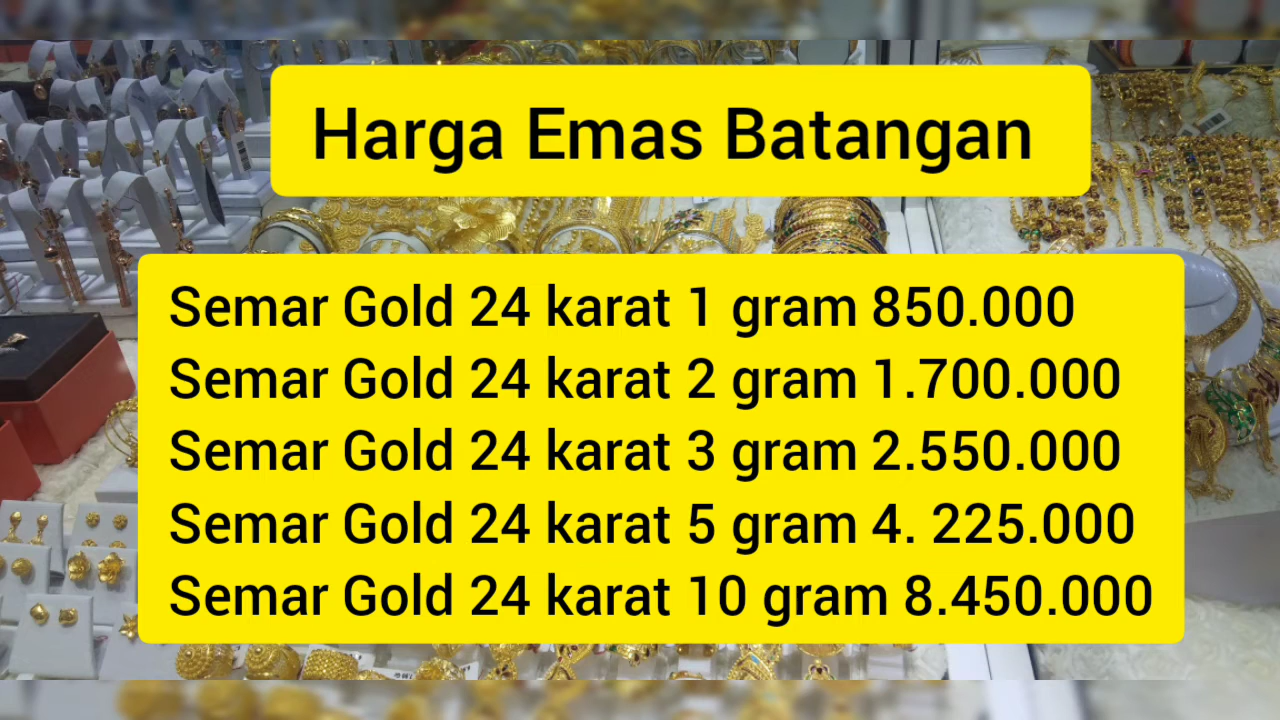 Harga Emas Batangan
Semar Gold 24 karat 1 gram 850.000
Semar Gold 24 karat 2 gram 1.700.000
Semar Gold 24 karat 3 gram 2.550.000
Semar Gold 24 karat 5 gram 4. 225.000
Semar Gold 24 karat 10 gram 8.450.000